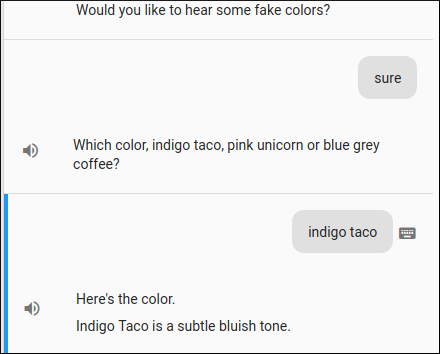 Would you like to hear some fake colors?
sure
Which color, indigo taco, pink unicorn or blue grey
coffee?
indigo taco
Here's the color.
Indigo Taco is a subtle bluish tone.